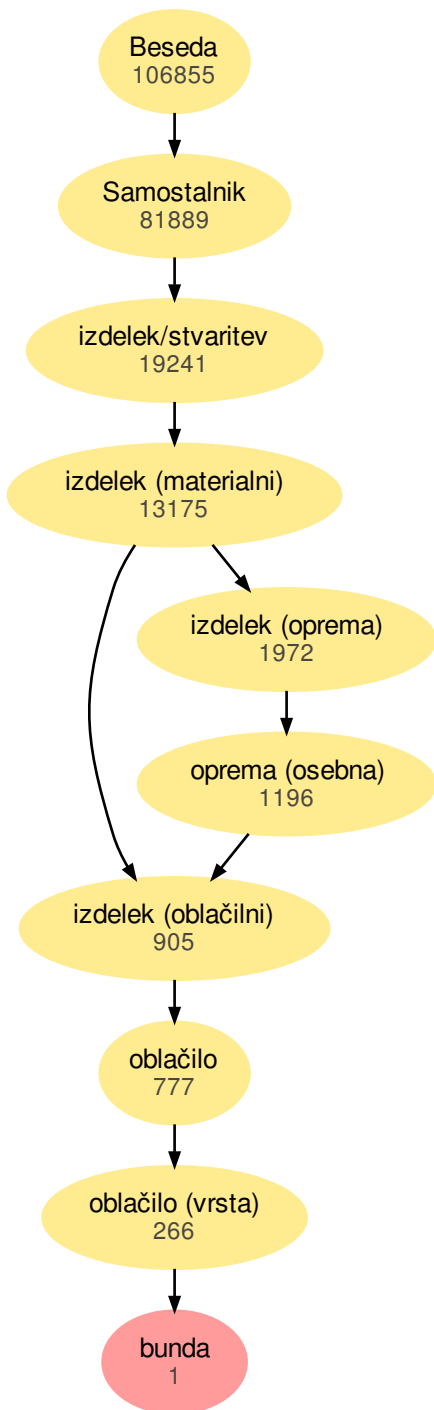 Beseda
106855
Samostalnik
81889
izdelek/stvaritev
19241
izdelek (materialni)
13175
izdelek (oprema)
1972
oprema (osebna)
1196
izdelek (oblačilni)
905
oblačilo
777
oblačilo (vrsta)
266
bunda
1